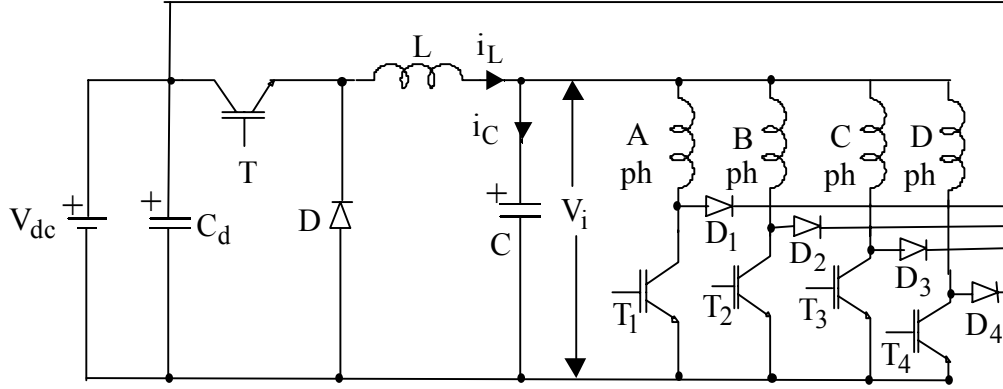 L
i_L
i_C
A
ph
B
ph
C
ph
D
ph
T
V_dc
+
+
C_d
D
+
C
V_i
D_1
D_2
D_3
D_4
T_1
T_2
T_3
T_4